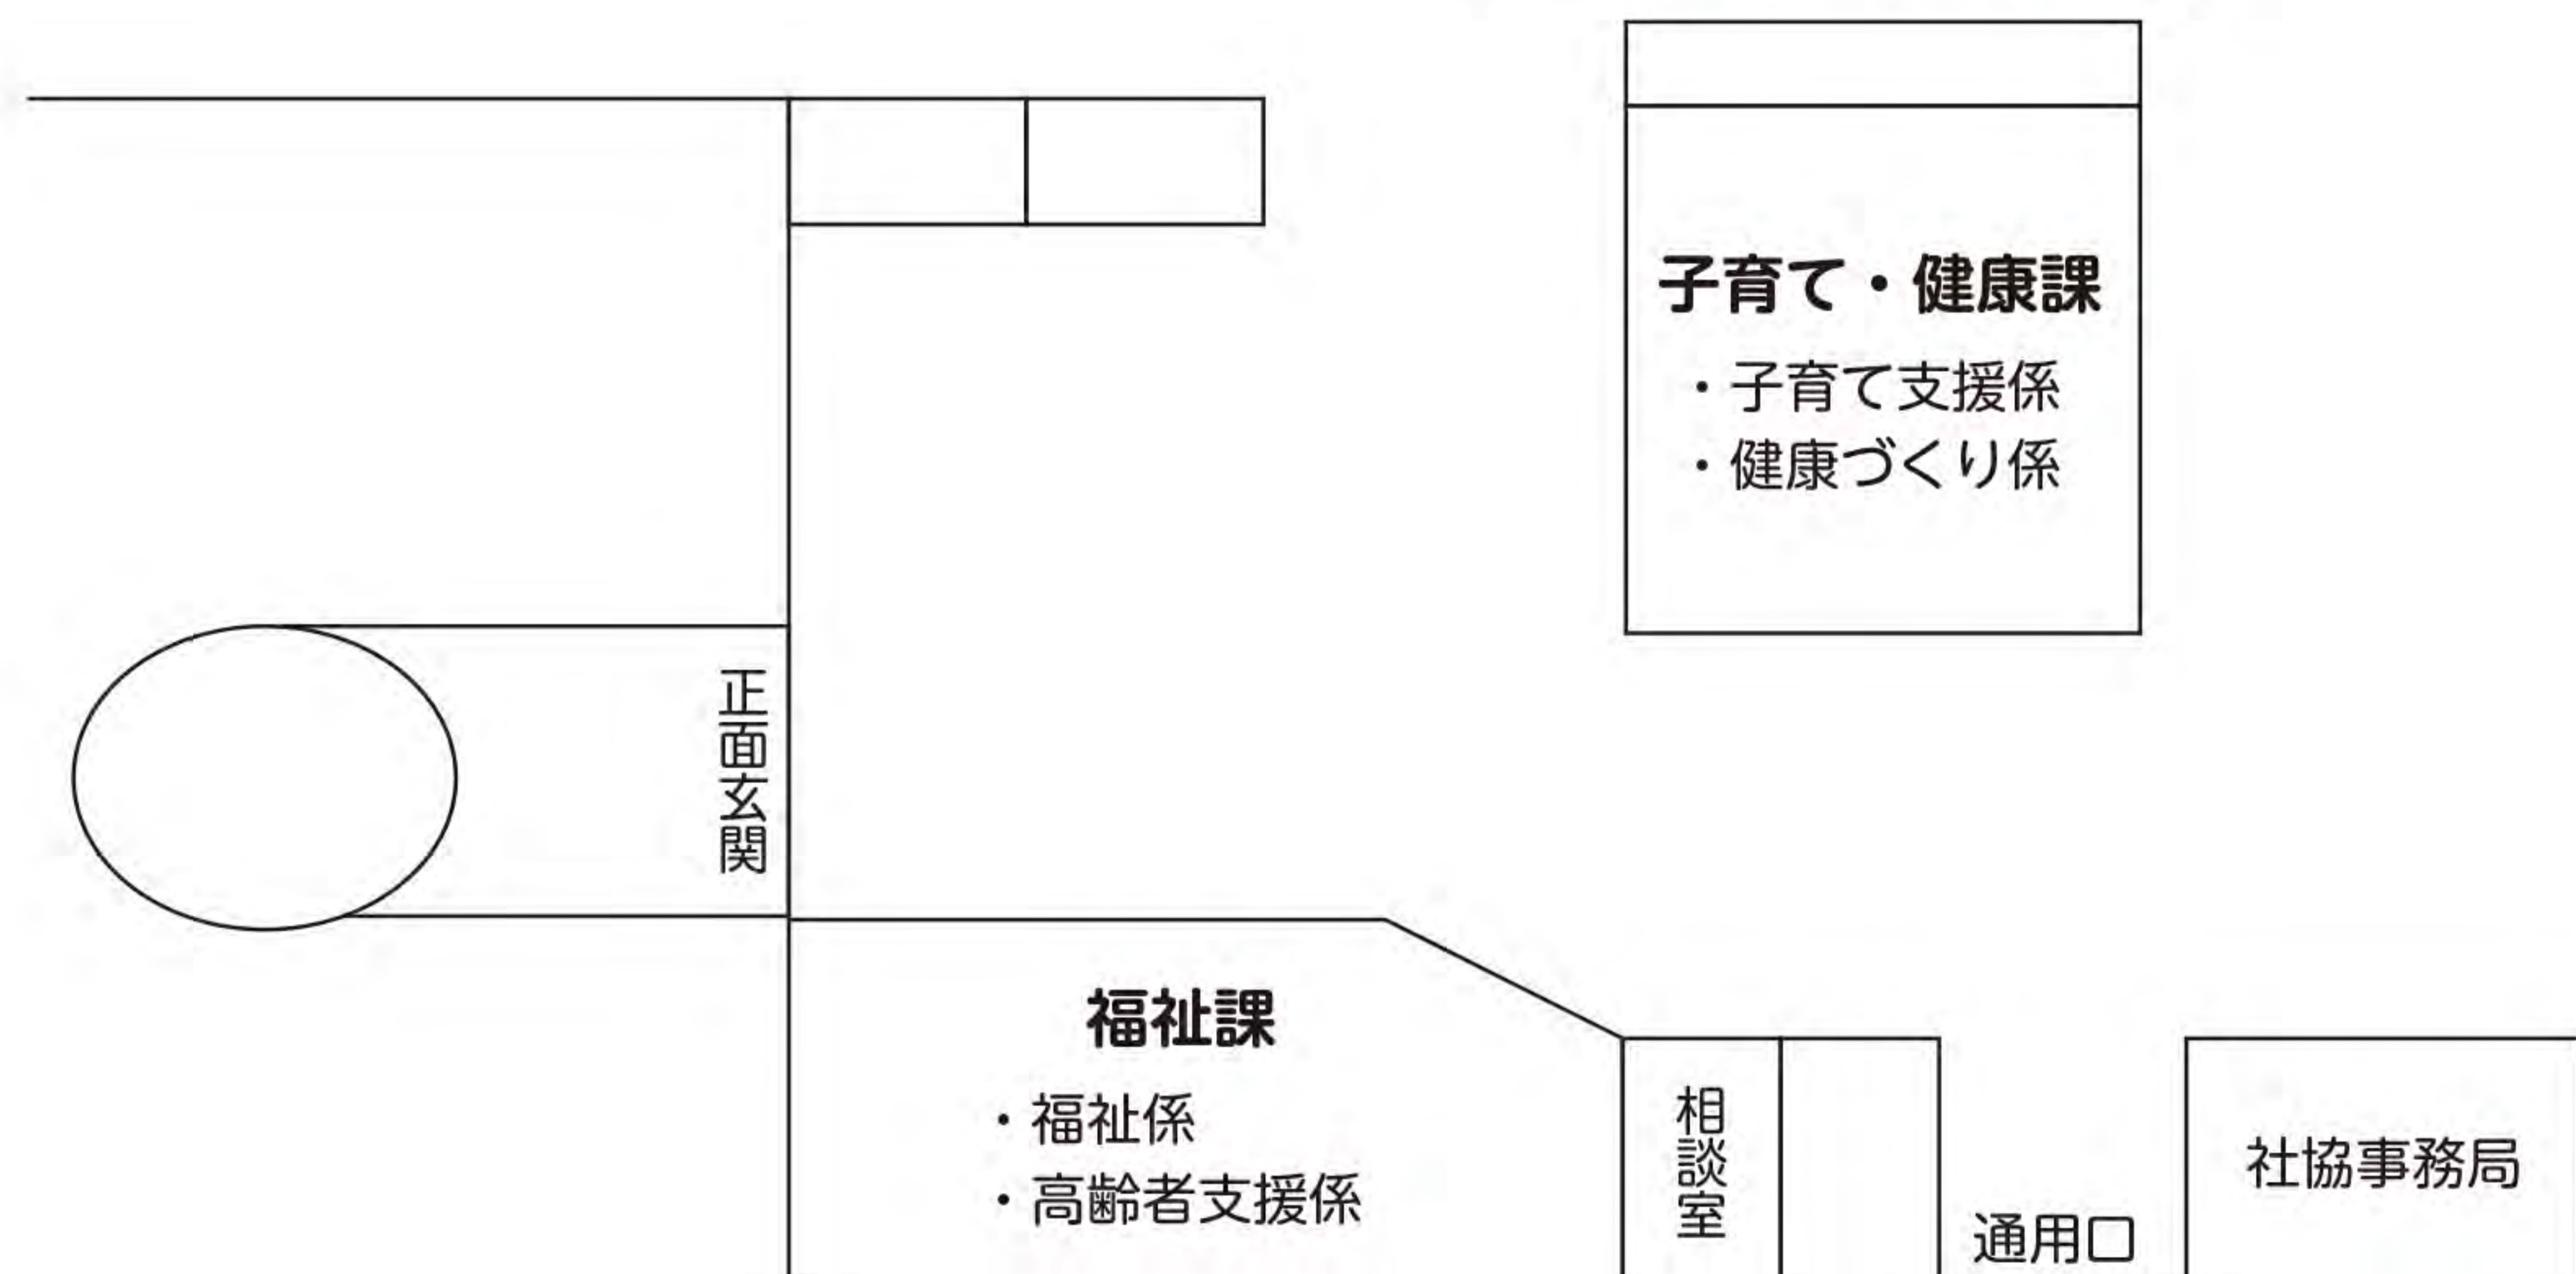 子育て・健康課
・子育て支援係
・健康づくり係
正面玄関
福祉課
・福祉係
・高齢者支援係
相談室
社協事務局
通用口